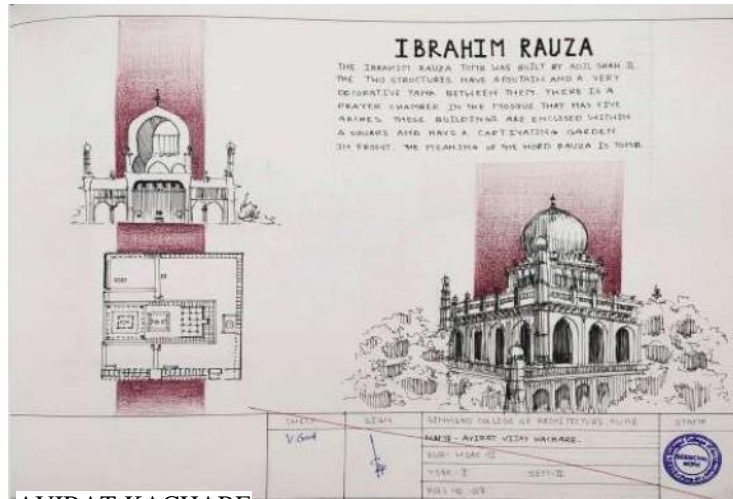 IBRAHIM RAUZA
THE IBRAHIM RAUZA TOMB WAS BUILT BY ADIL SHAH II.
THE TWO STRUCTURES HAVE A FOUNTAIN AND A VERY
DECORATIVE TANK BETWEEN THEM. THERE IS A
PRAYER CHAMBER IN THE MOSQUE THAT HAS FIVE
ARCHES. THESE BUILDINGS ARE ENCLOSED WITHIN
A SQUARE AND HAVE A CAPTIVATING GARDEN
IN FRONT. THE MEANING OF THE WORD RAUZA IS TOMB.
SIGN SINHGAD COLLEGE OF ARCHITECTURE, PUNE STAMP
V. Good
NAME - AVIRAT VIJAY KACHARE.
YEAR - I SEM - II
AVIRAT KACHARE